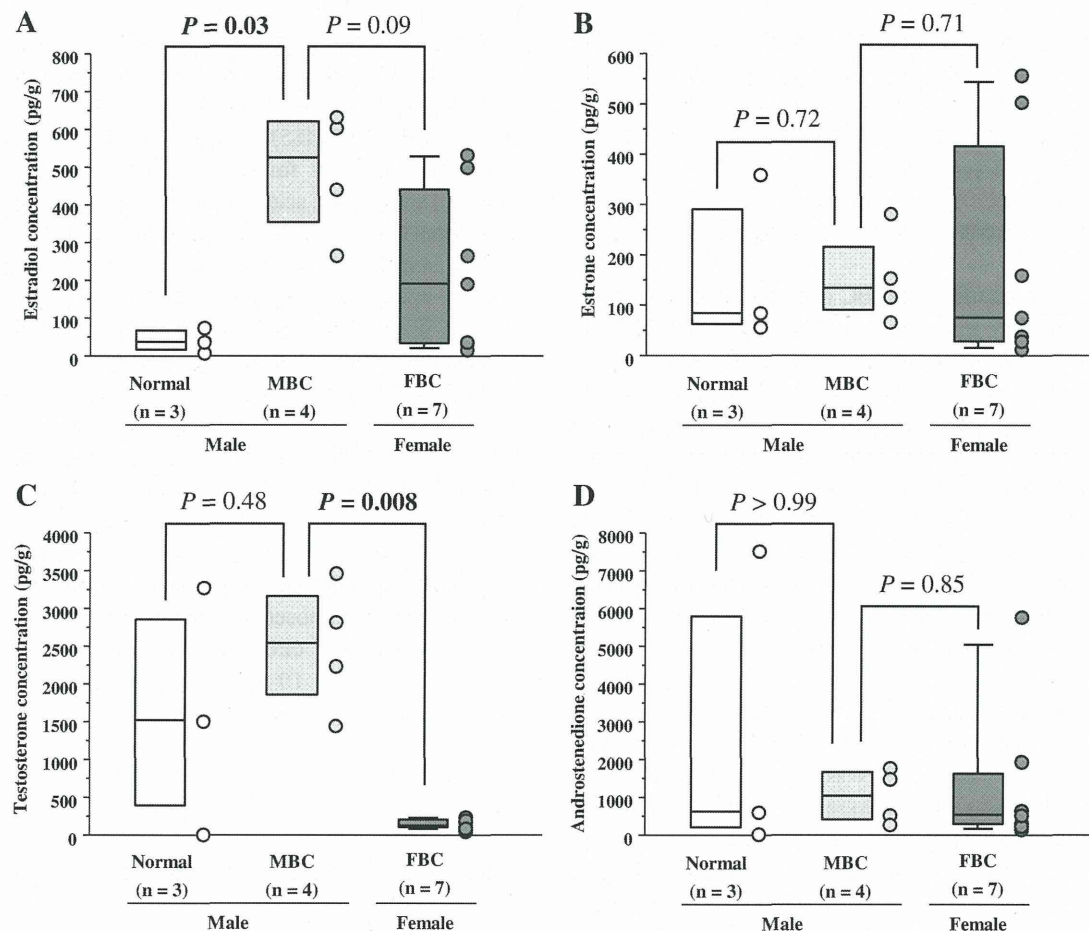 A
P = 0.03
P = 0.09
Estradiol concentration (pg/g)
800
700
600
500
400
300
200
100
0
Normal
MBC
FBC
(n = 3)
(n = 4)
(n = 7)
Male
Female
B
P = 0.71
P = 0.72
Estrone concentration (pg/g)
600
500
400
300
200
100
0
Normal
MBC
FBC
(n = 3)
(n = 4)
(n = 7)
Male
Female
C
P = 0.48
P = 0.008
Testosterone concentration (pg/g)
4000
3500
3000
2500
2000
1500
1000
500
0
Normal
MBC
FBC
(n = 3)
(n = 4)
(n = 7)
Male
Female
D
P > 0.99
P = 0.85
Androstenedione concentration (pg/g)
8000
7000
6000
5000
4000
3000
2000
1000
0
Normal
MBC
FBC
(n = 3)
(n = 4)
(n = 7)
Male
Female